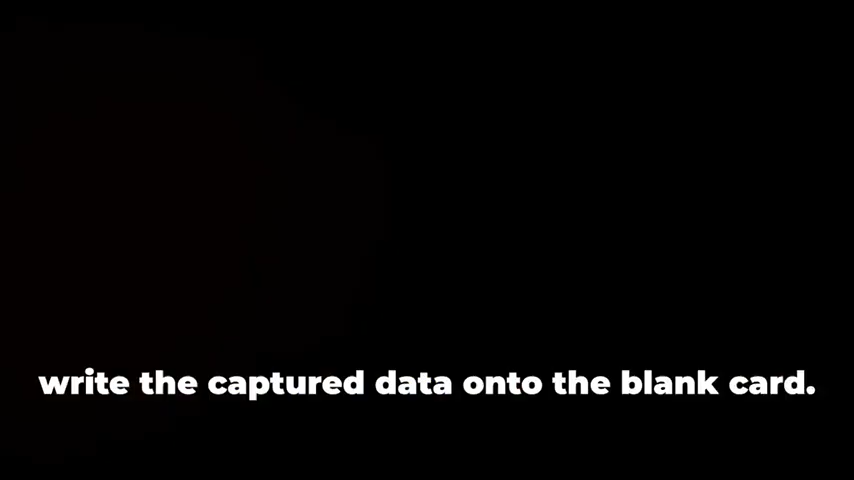 write the captured data onto the blank card.